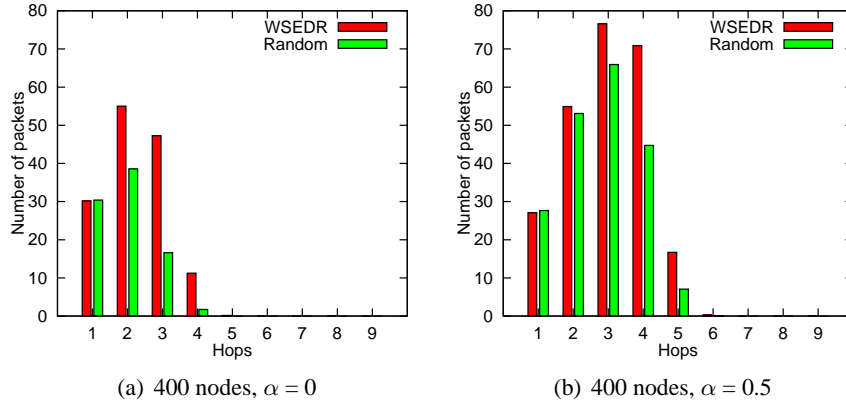 80
70
60
50
40
30
20
10
0
Number of packets
WSEDR
Random
1 2 3 4 5 6 7 8 9
Hops
(a) 400 nodes, α = 0
80
70
60
50
40
30
20
10
0
Number of packets
WSEDR
Random
1 2 3 4 5 6 7 8 9
Hops
(b) 400 nodes, α = 0.5